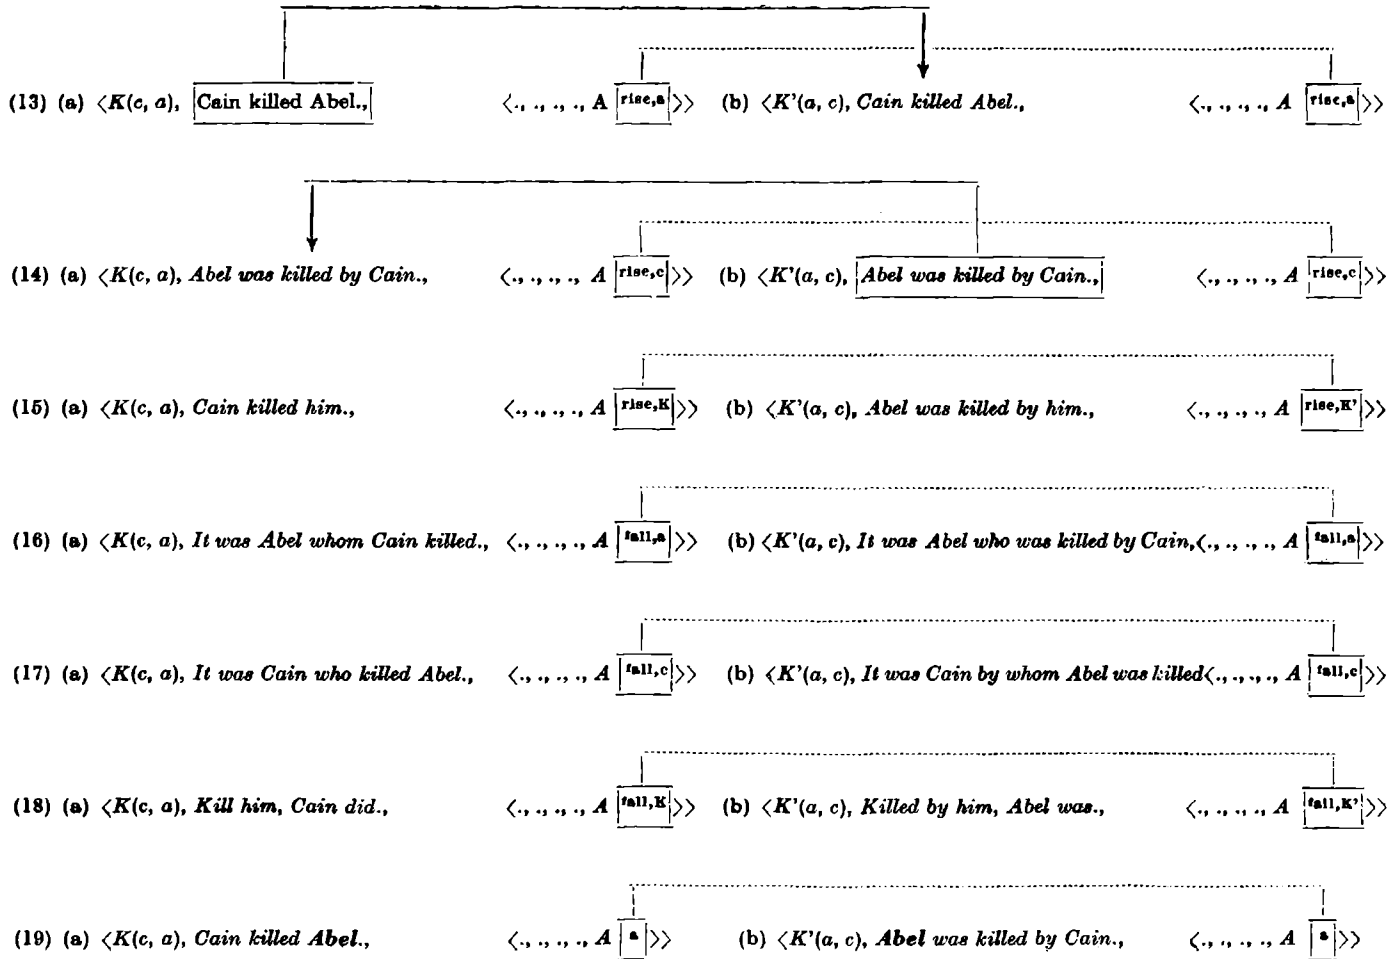 (13) (a) ⟨K(c, a), Cain killed Abel., ⟨., ., ., ., A rise,a⟩⟩ (b) ⟨K'(a, c), Cain killed Abel., ⟨., ., ., ., A rise,a⟩⟩
(14) (a) ⟨K(c, a), Abel was killed by Cain., ⟨., ., ., ., A rise,c⟩⟩ (b) ⟨K'(a, c), Abel was killed by Cain., ⟨., ., ., ., A rise,c⟩⟩
(15) (a) ⟨K(c, a), Cain killed him., ⟨., ., ., ., A rise,K⟩⟩ (b) ⟨K'(a, c), Abel was killed by him., ⟨., ., ., ., A rise,K'⟩⟩
(16) (a) ⟨K(c, a), It was Abel whom Cain killed., ⟨., ., ., ., A fall,a⟩⟩ (b) ⟨K'(a, c), It was Abel who was killed by Cain, ⟨., ., ., ., A fall,a⟩⟩
(17) (a) ⟨K(c, a), It was Cain who killed Abel., ⟨., ., ., ., A fall,c⟩⟩ (b) ⟨K'(a, c), It was Cain by whom Abel was killed⟨., ., ., ., A fall,c⟩⟩
(18) (a) ⟨K(c, a), Kill him, Cain did., ⟨., ., ., ., A fall,K⟩⟩ (b) ⟨K'(a, c), Killed by him, Abel was., ⟨., ., ., ., A fall,K'⟩⟩
(19) (a) ⟨K(c, a), Cain killed Abel., ⟨., ., ., ., A a⟩⟩ (b) ⟨K'(a, c), Abel was killed by Cain., ⟨., ., ., ., A a⟩⟩